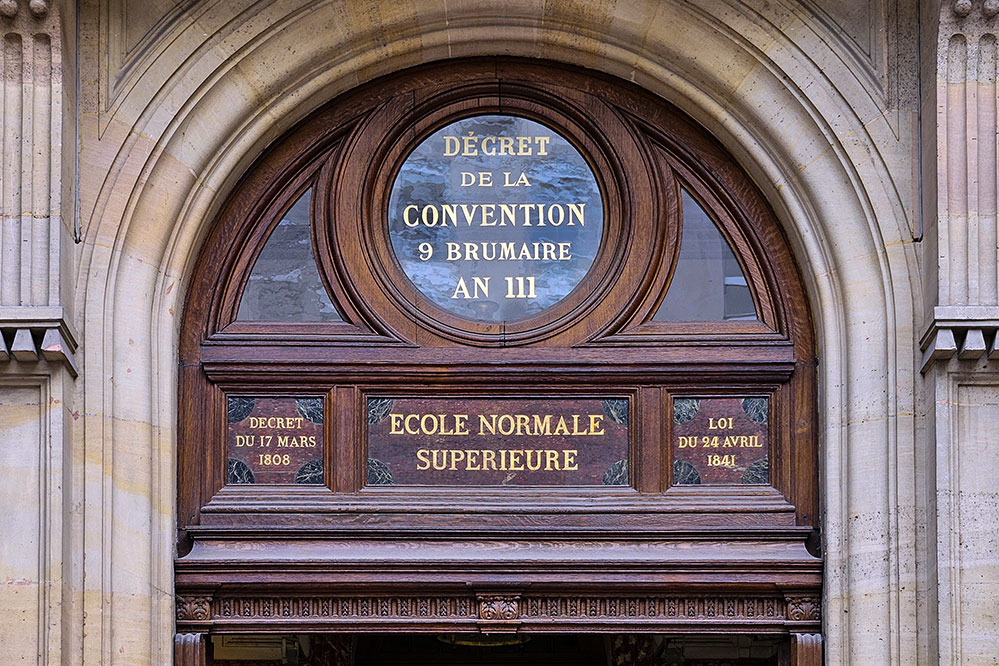 DÉCRET
DE LA
CONVENTION
9 BRUMAIRE
AN 111
DECRET
DU 17 MARS
1808
ECOLE NORMALE
SUPERIEURE
LOI
DU 24 AVRIL
1841